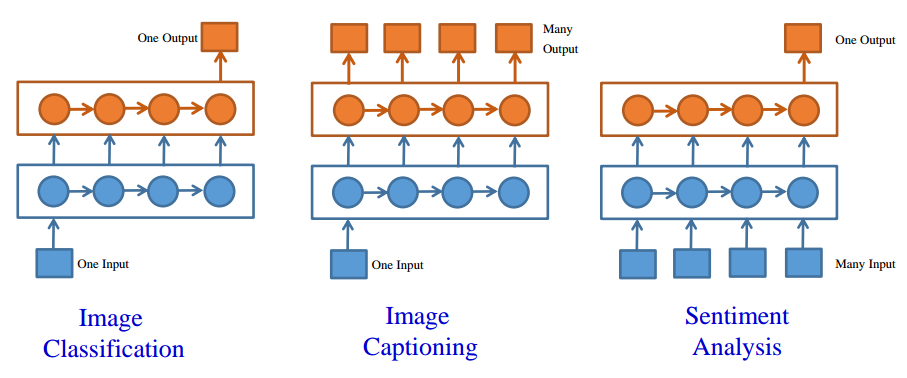 One Output
One Input
Image
Classification
Many
Output
One Input
Image
Captioning
One Output
Many Input
Sentiment
Analysis